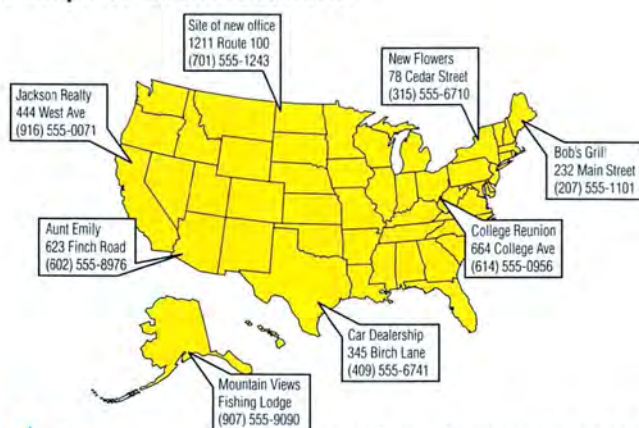 Site of new office
1211 Route 100
(701) 555-1243
New Flowers
78 Cedar Street
(315) 555-6710
Jackson Realty
444 West Ave
(916) 555-0071
Bob's Grill
232 Main Street
(207) 555-1101
Aunt Emily
623 Finch Road
(602) 555-8976
College Reunion
664 College Ave
(614) 555-0956
Car Dealership
345 Birch Lane
(409) 555-6741
Mountain Views
Fishing Lodge
(907) 555-9090